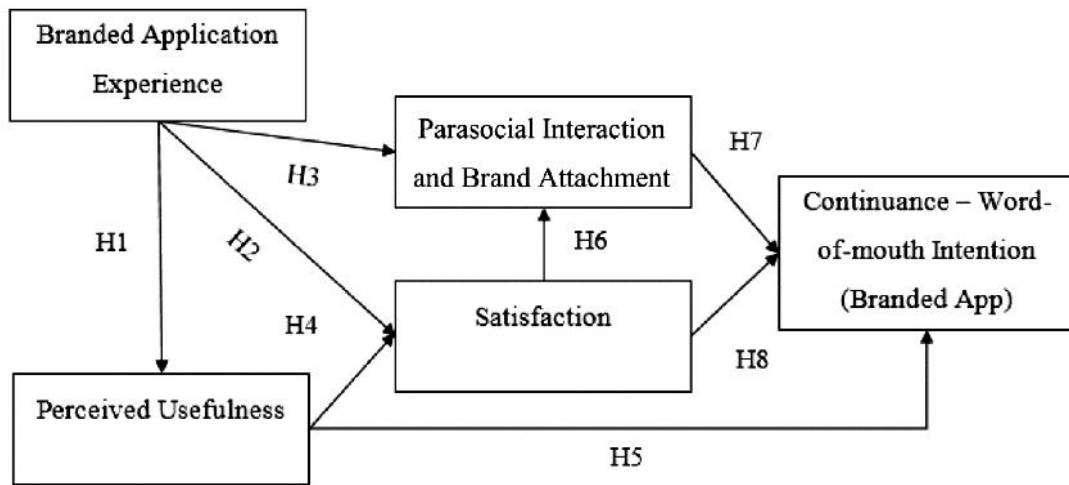 Branded Application
Experience
Parasocial Interaction
and Brand Attachment
H7
H3
Continuance – Word-
of-mouth Intention
(Branded App)
H1
H2
H6
Satisfaction
H4
H8
Perceived Usefulness
H5